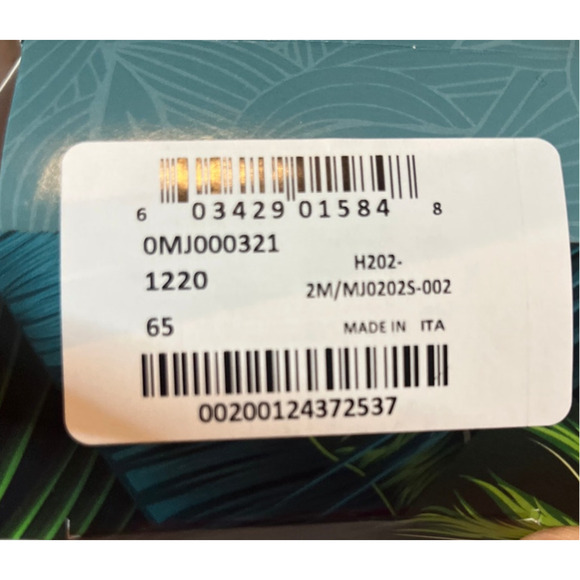 6 03429 01584 8
0MJ000321
1220
H202-
2M/MJ0202S-002
65
MADE IN ITA
00200124372537